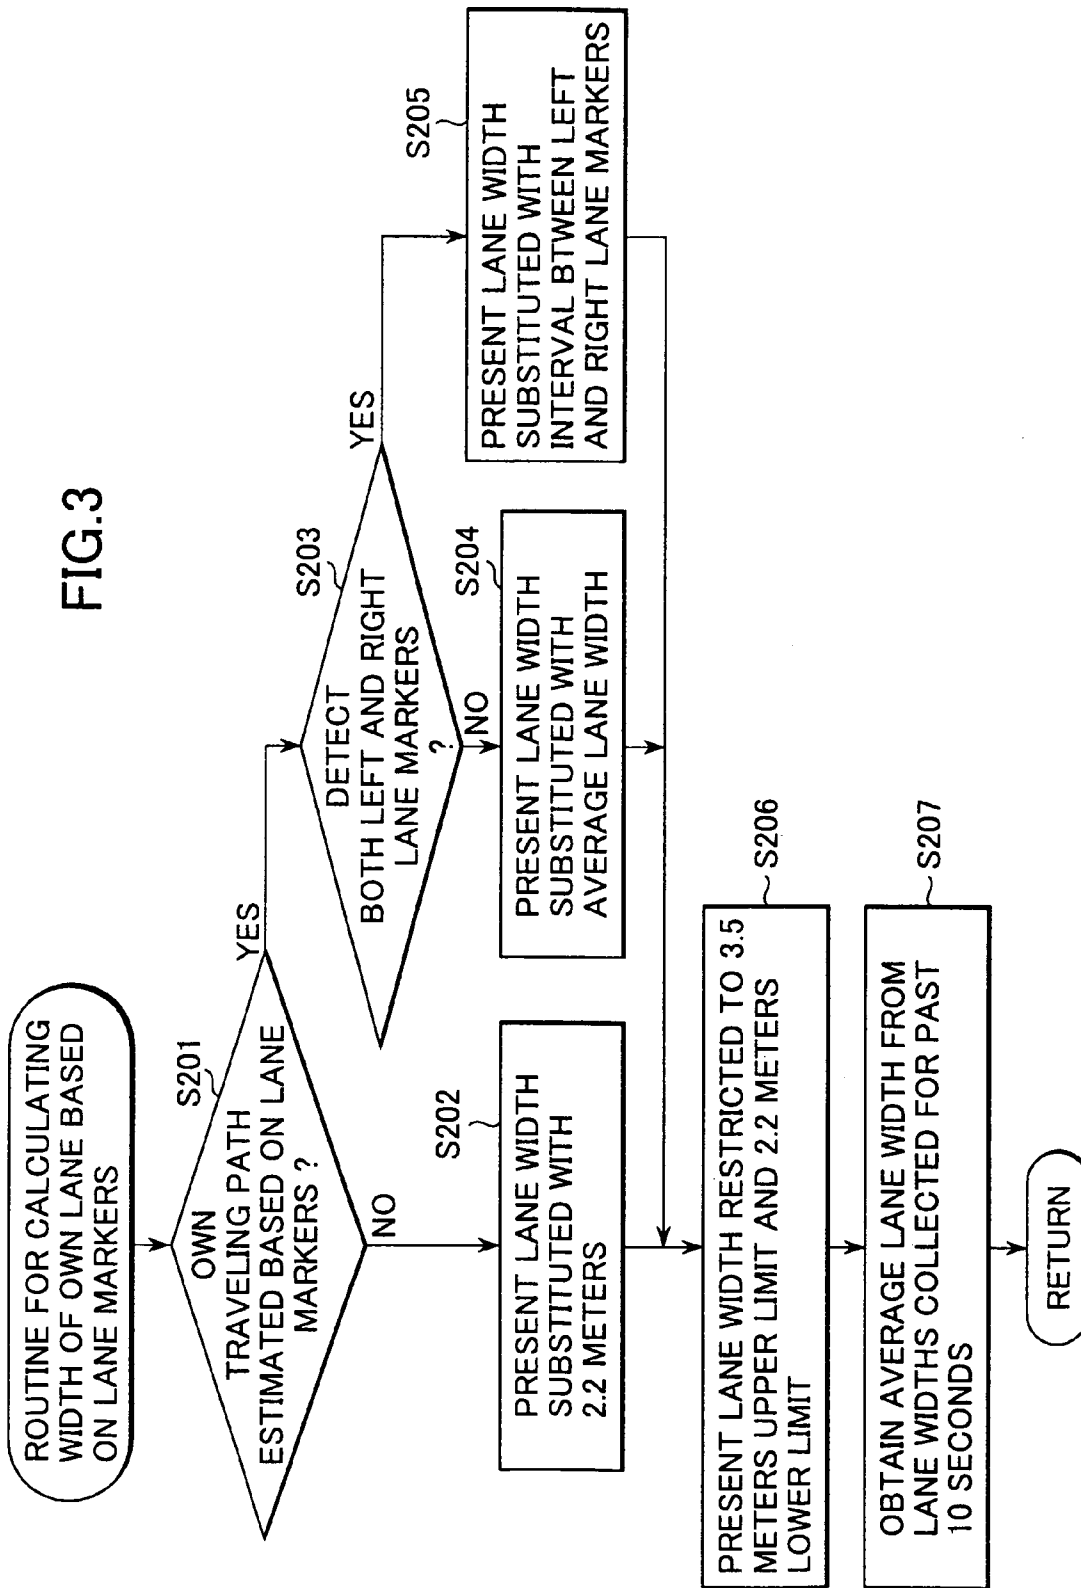 FIG.3
ROUTINE FOR CALCULATING
WIDTH OF OWN LANE BASED
ON LANE MARKERS
S201
OWN
TRAVELING PATH
ESTIMATED BASED ON LANE
MARKERS ?
YES
NO
S203
DETECT
BOTH LEFT AND RIGHT
LANE MARKERS
?
YES
NO
S202
PRESENT LANE WIDTH
SUBSTITUTED WITH
2.2 METERS
S204
PRESENT LANE WIDTH
SUBSTITUTED WITH
AVERAGE LANE WIDTH
S205
PRESENT LANE WIDTH
SUBSTITUTED WITH
INTERVAL BTWEEN LEFT
AND RIGHT LANE MARKERS
S206
PRESENT LANE WIDTH RESTRICTED TO 3.5
METERS UPPER LIMIT AND 2.2 METERS
LOWER LIMIT
S207
OBTAIN AVERAGE LANE WIDTH FROM
LANE WIDTHS COLLECTED FOR PAST
10 SECONDS
RETURN